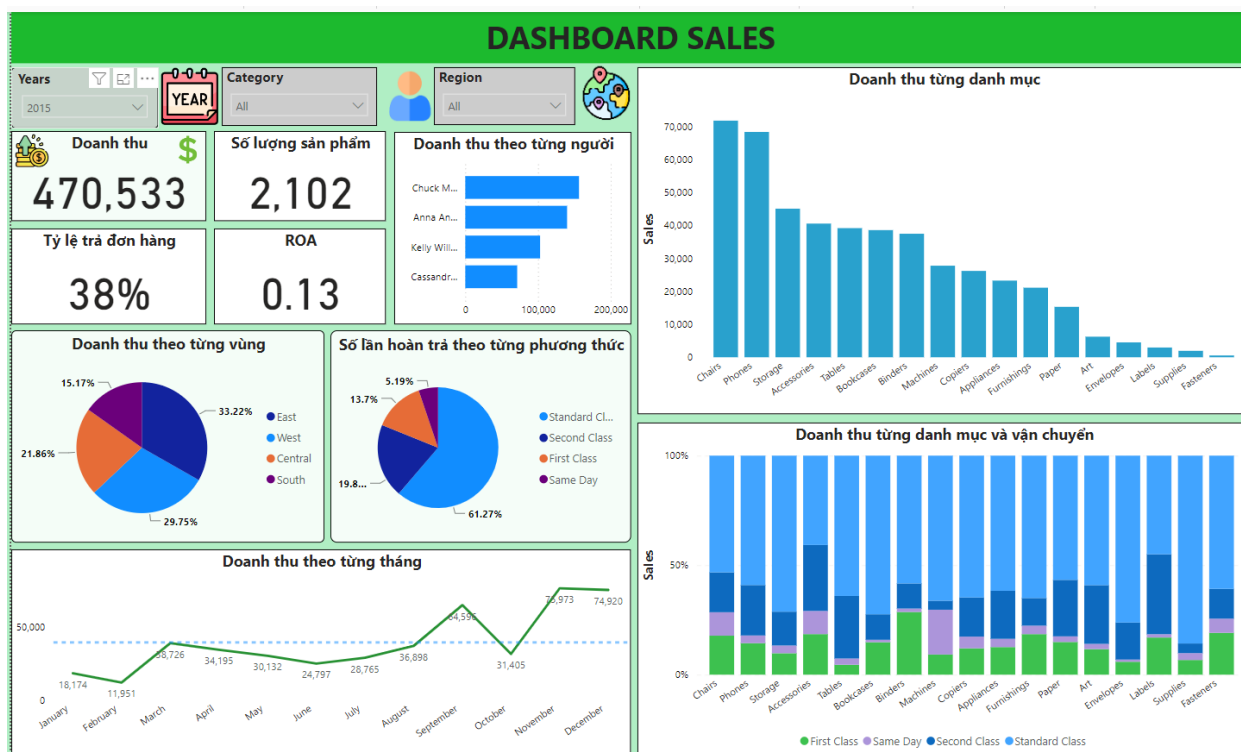 DASHBOARD SALES
Years
2015
YEAR
Category
All
Region
All
Doanh thu
$
470,533
Số lượng sản phẩm
2,102
Tỷ lệ trả đơn hàng
38%
ROA
0.13
Doanh thu theo từng người
Chuck M...
Anna An...
Kelly Will...
Cassandr...
0
100,000
200,000
Doanh thu theo từng vùng
15.17%
33.22%
21.86%
29.75%
East
West
Central
South
Số lần hoàn trả theo từng phương thức
5.19%
13.7%
19.8...
61.27%
Standard Cl...
Second Class
First Class
Same Day
Doanh thu theo từng tháng
50,000
0
18,174
11,951
38,726
34,195
30,132
24,797
28,765
36,898
31,405
74,920
January
February
March
April
May
June
July
August
September
October
November
December
Doanh thu từng danh mục
Sales
70,000
60,000
50,000
40,000
30,000
20,000
10,000
0
Chairs
Phones
Storage
Accessories
Tables
Bookcases
Binders
Machines
Copiers
Appliances
Furnishings
Paper
Art
Envelopes
Labels
Supplies
Fasteners
Doanh thu từng danh mục và vận chuyển
Sales
100%
50%
0%
Chairs
Phones
Storage
Accessories
Tables
Bookcases
Binders
Machines
Copiers
Appliances
Furnishings
Paper
Art
Envelopes
Labels
Supplies
Fasteners
First Class
Same Day
Second Class
Standard Class